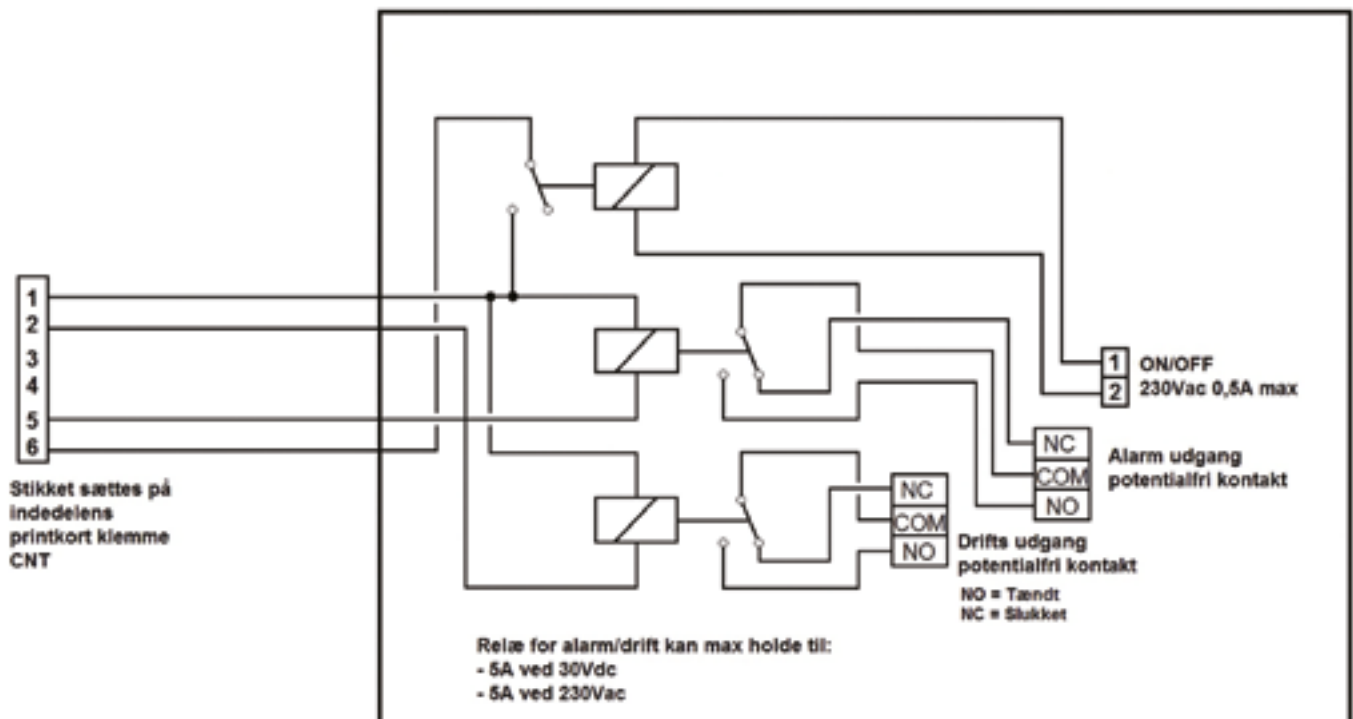 1
2
3
4
5
6
Stikket sættes på
indedelens
printkort klemme
CNT
1
2
ON/OFF
230Vac 0,5A max
NC
COM
NO
Alarm udgang
potentialfri kontakt
NC
COM
NO
Drifts udgang
potentialfri kontakt
NO = Tændt
NC = Slukket
Relæ for alarm/drift kan max holde til:
- 5A ved 30Vdc
- 5A ved 230Vac